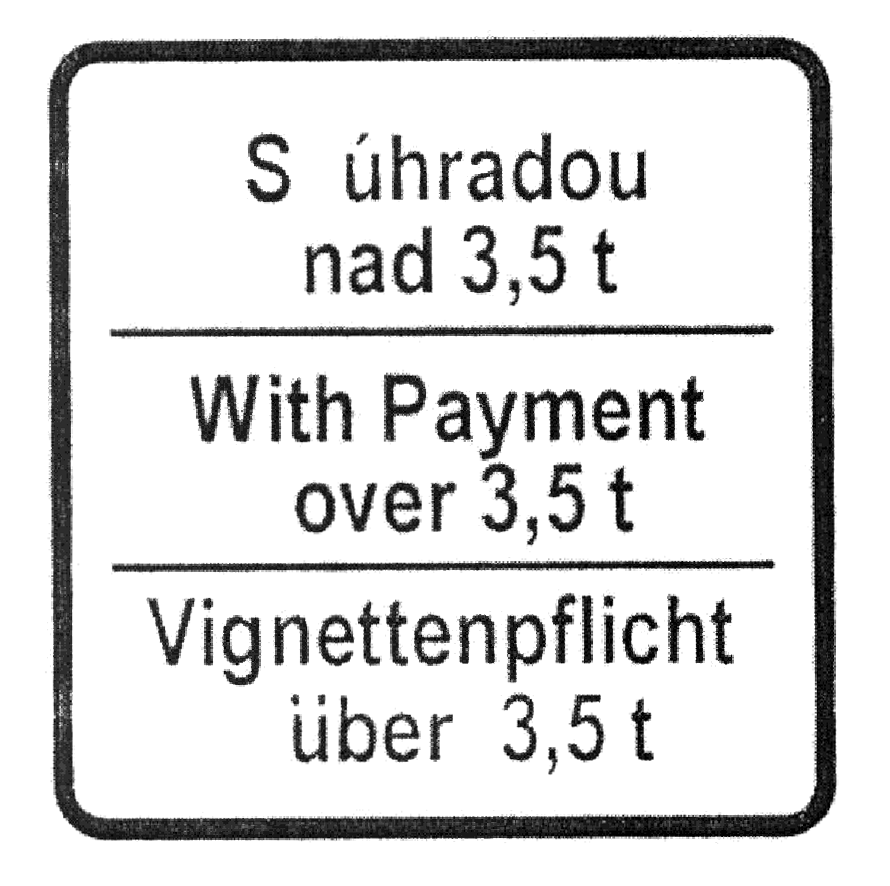 S úhradou
nad 3,5 t
With Payment
over 3,5 t
Vignettenpflicht
über 3,5 t